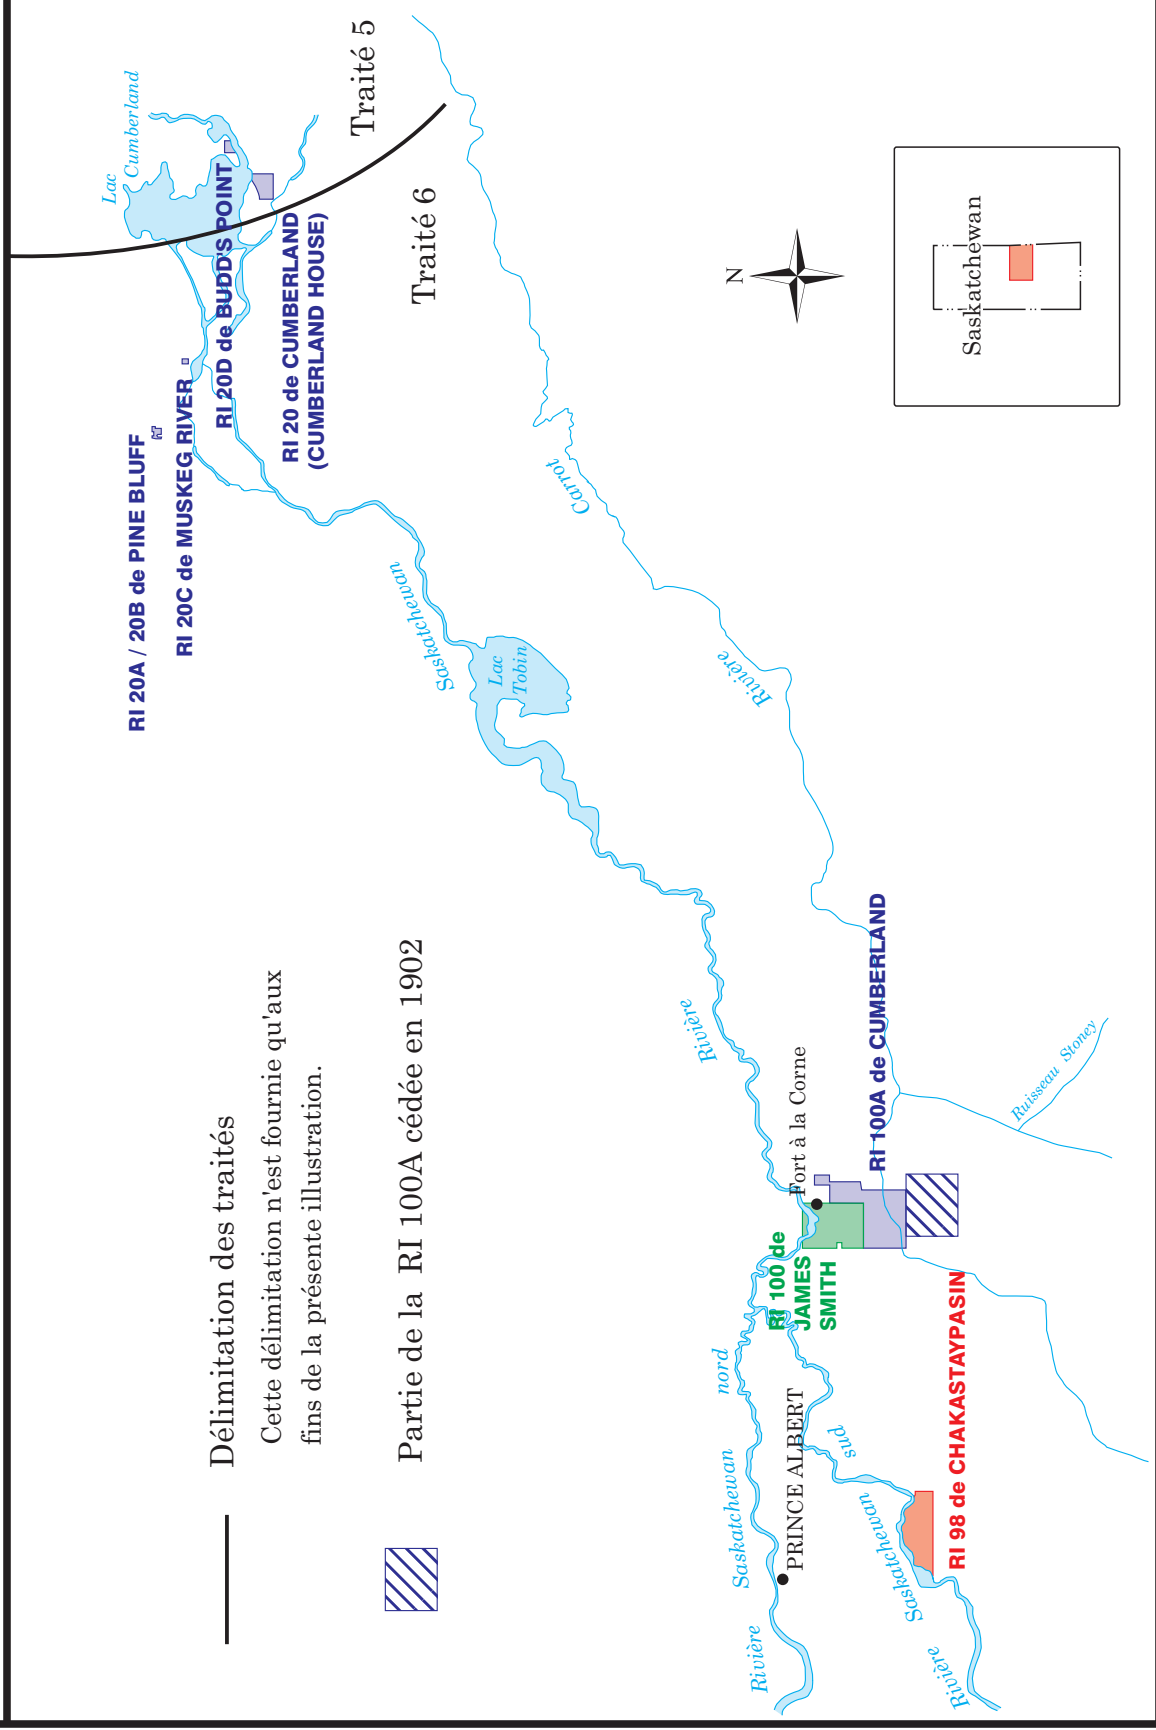 Délimitation des traités
Cette délimitation n'est fournie qu'aux
fins de la présente illustration.
Partie de la RI 100A cédée en 1902
RI 20A / 20B de PINE BLUFF
RI 20C de MUSKEG RIVER
RI 20D de BUDD'S POINT
RI 20 de CUMBERLAND
(CUMBERLAND HOUSE)
Lac
Cumberland
Traité 5
Traité 6
Saskatchewan
Lac
Tobin
Carrot
Rivière
Rivière
Fort à la Corne
RI 100A de CUMBERLAND
Ruisseau Stoney
RI 100 de
JAMES
SMITH
nord
Saskatchewan
Rivière
PRINCE ALBERT
sud
Saskatchewan
Rivière
RI 98 de CHAKASTAYPASIN
N
Saskatchewan